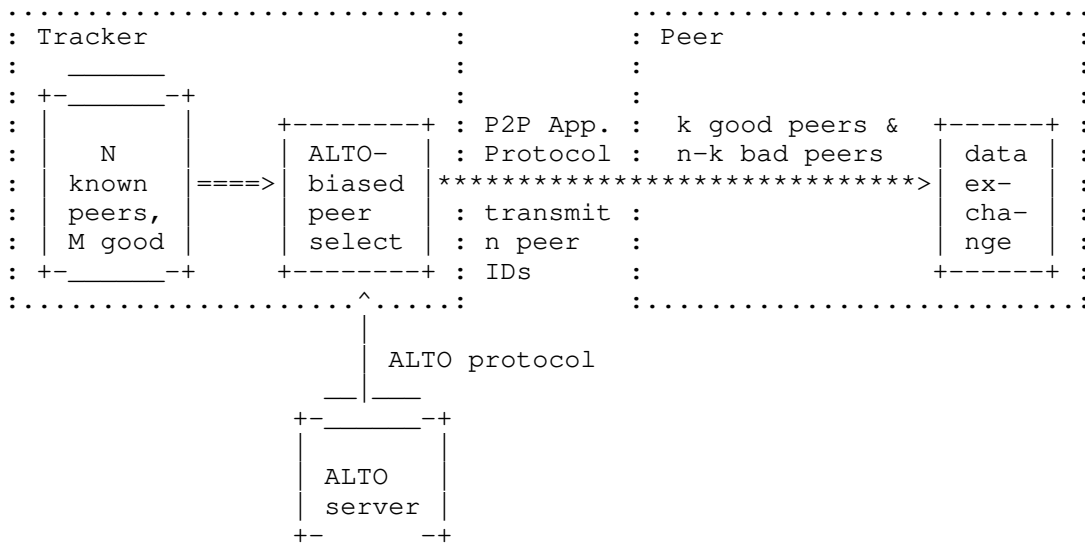 Tracker Peer
P2P App. k good peers &
N ALTO- Protocol n-k bad peers data
known ====> biased ******************************> ex-
peers, peer transmit cha-
M good select n peer nge
IDs
ALTO protocol
ALTO
server